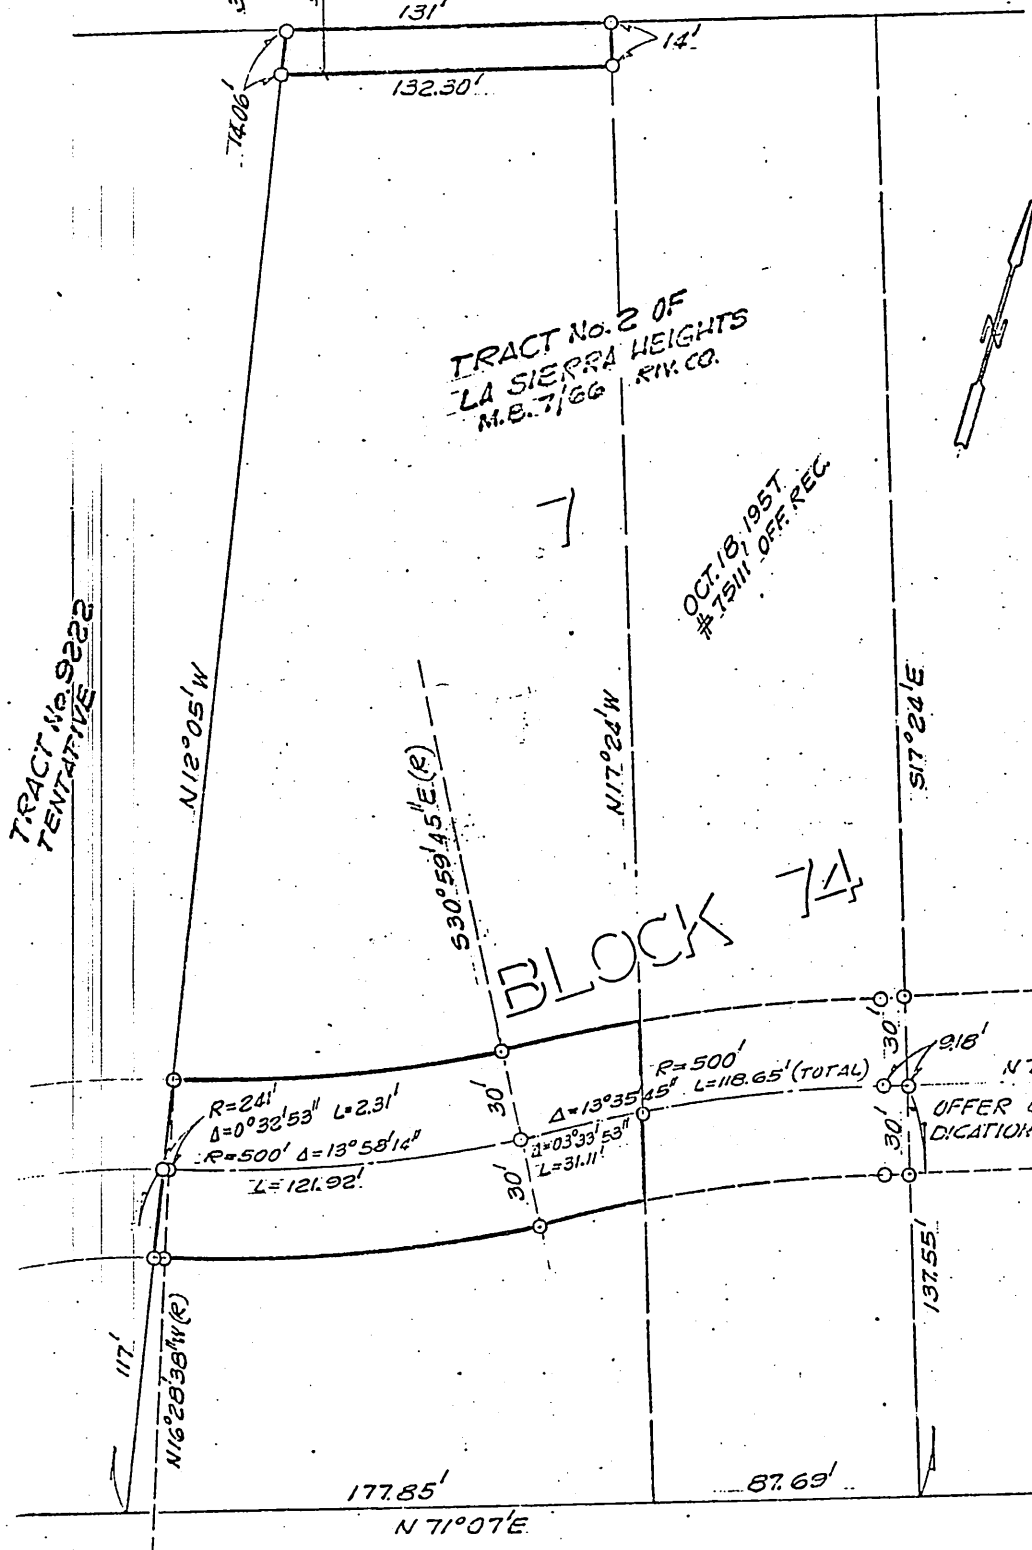 131'
14'
132.30'
14.06'
TRACT No. 2 OF
LA SIERRA HEIGHTS
M.B. 7/66 RIV. CO.
7
OCT. 18, 1957
# 75111 OFF. REC.
TRACT No. 9222
TENTATIVE
N12°05'W
N17°24'W
S17°24'E
S30°59'45"E (R)
BLOCK 74
30'
9.18'
R=500'
Δ=13°35'45" L=118.65' (TOTAL)
R=241'
Δ=0°32'53" L=2.31'
R=500' Δ=13°58'14"
L=121.92'
30'
Δ=03°33'53"
L=31.11'
30'
30'
N
OFFER
DICATION
137.55'
117'
N16°28'38"W (R)
177.85'
87.69'
N 71°07'E